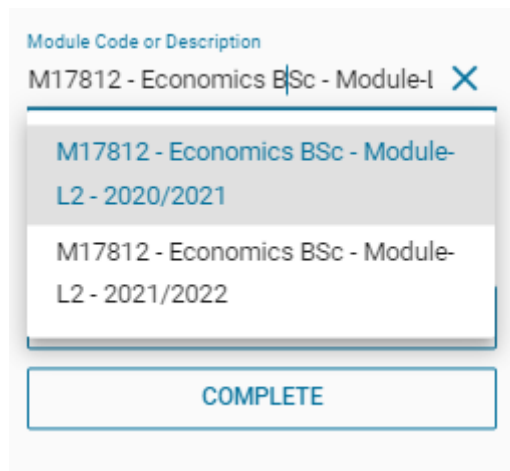 Module Code or Description
M17812 - Economics BSc - Module-L
M17812 - Economics BSc - Module-
L2 - 2020/2021
M17812 - Economics BSc - Module-
L2 - 2021/2022
COMPLETE